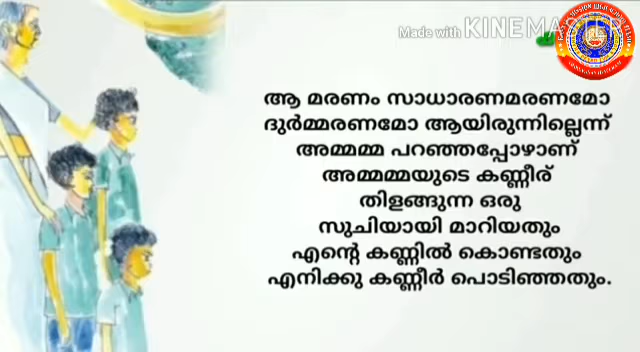 Made with KINEMASTER
ആ മരണം സാധാരണമരണമോ
ദുർമ്മരണമോ ആയിരുന്നില്ലെന്ന്
അമ്മമ്മ പറഞ്ഞപ്പോഴാണ്
അമ്മമ്മയുടെ കണ്ണീര്
തിളങ്ങുന്ന ഒരു
സൂചിയായി മാറിയതും
എന്റെ കണ്ണിൽ കൊണ്ടതും
എനിക്കു കണ്ണീർ പൊടിഞ്ഞതും.